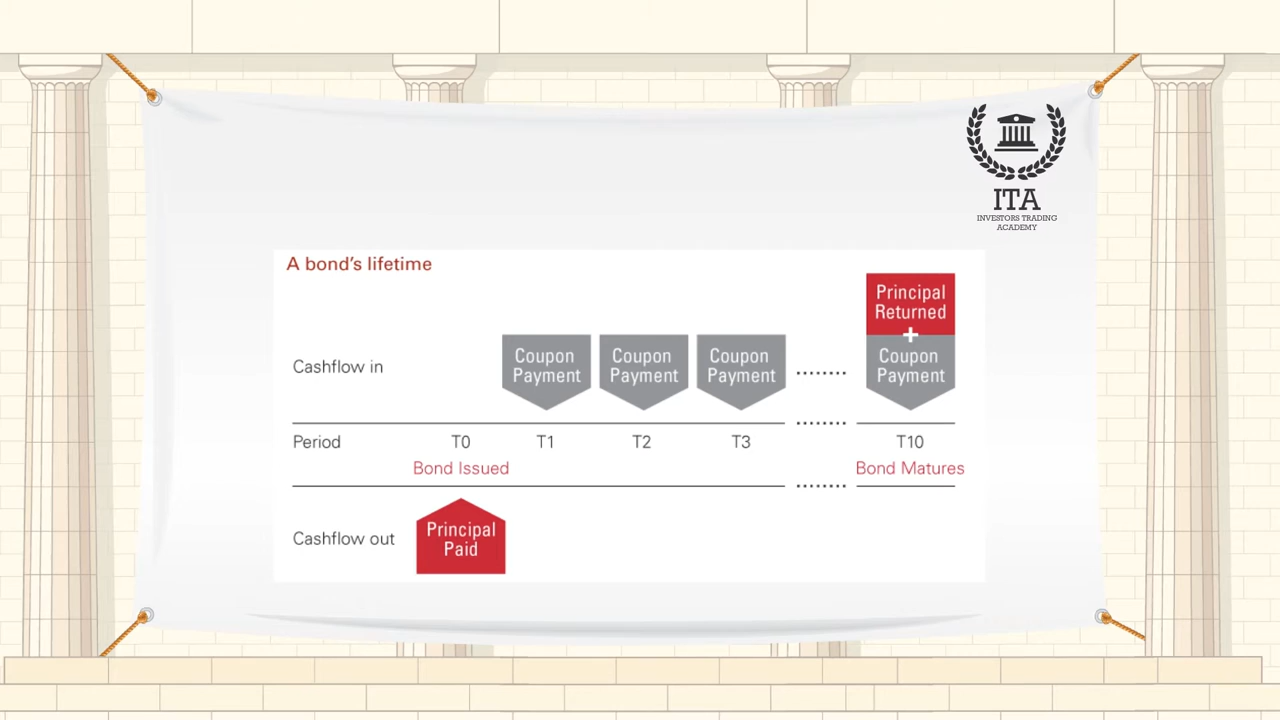 ITA
INVESTORS TRADING
ACADEMY
A bond's lifetime
Principal
Returned
+
Cashflow in
Coupon
Payment
Coupon
Payment
Coupon
Payment
........
Coupon
Payment
........
Period T0 T1 T2 T3 T10
Bond Issued Bond Matures
........
Cashflow out
Principal
Paid